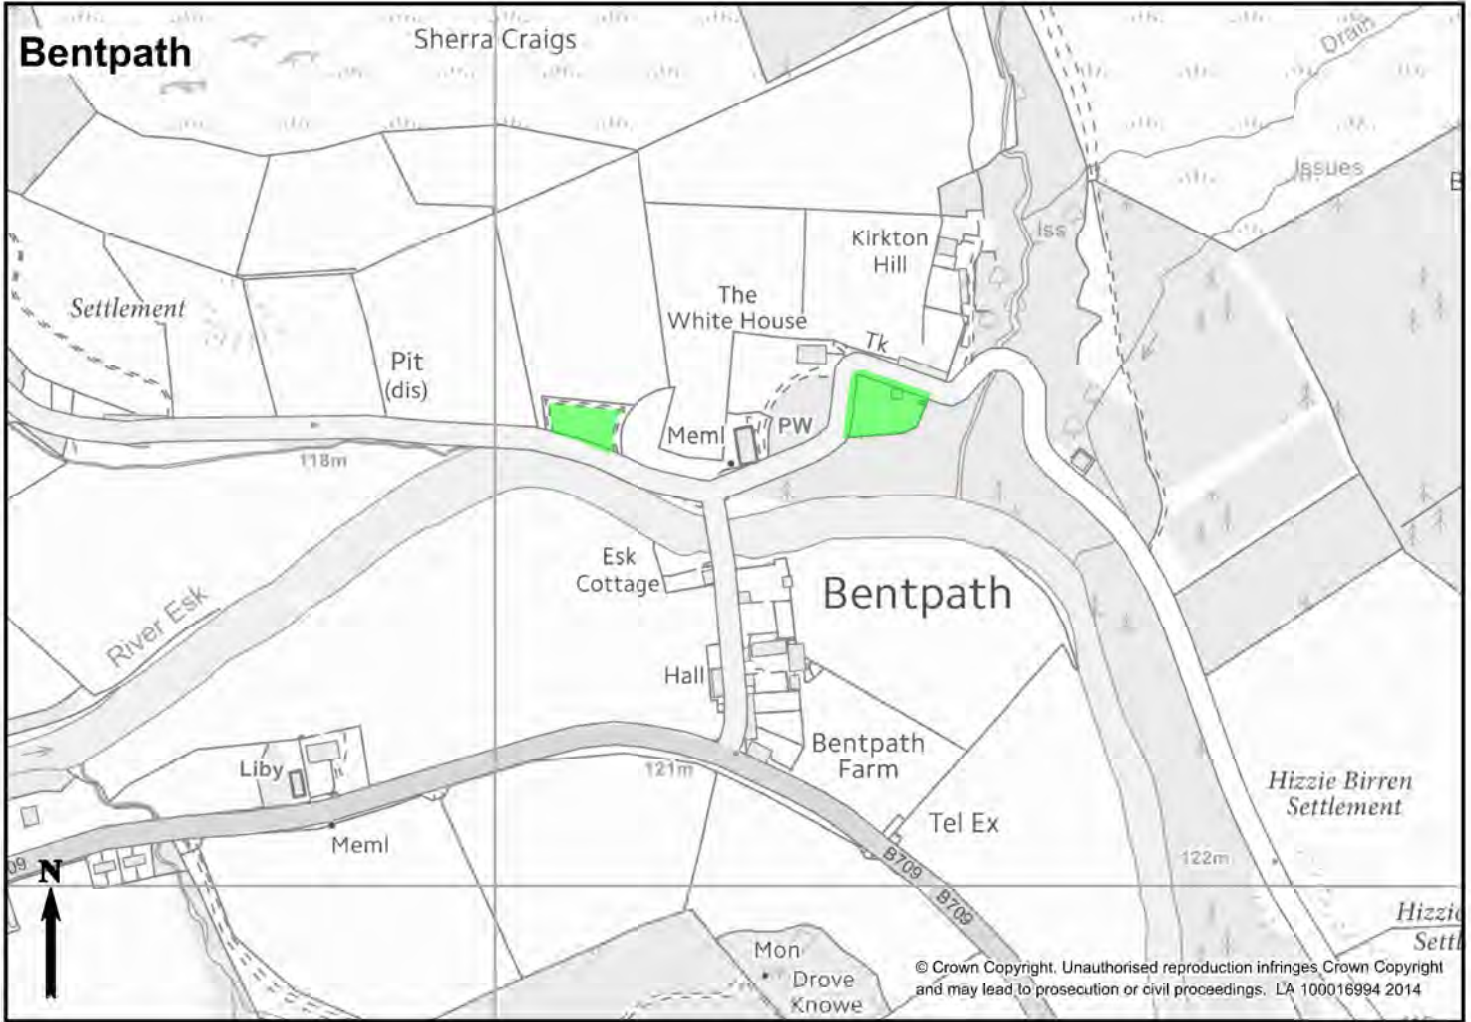 Bentpath
Sherra Craigs
Drain
Issues
Kirkton
Hill
Iss
Settlement
The
White House
Tk
Pit
(dis)
Meml
PW
118m
Esk
Cottage
Bentpath
River Esk
Hall
Bentpath
Farm
Liby
121m
Hizzie Birren
Settlement
Tel Ex
Meml
122m
B709
B709
09
N
Hizzie
Settl
Mon
Drove
Knowe
© Crown Copyright. Unauthorised reproduction infringes Crown Copyright
and may lead to prosecution or civil proceedings. LA 100016994 2014